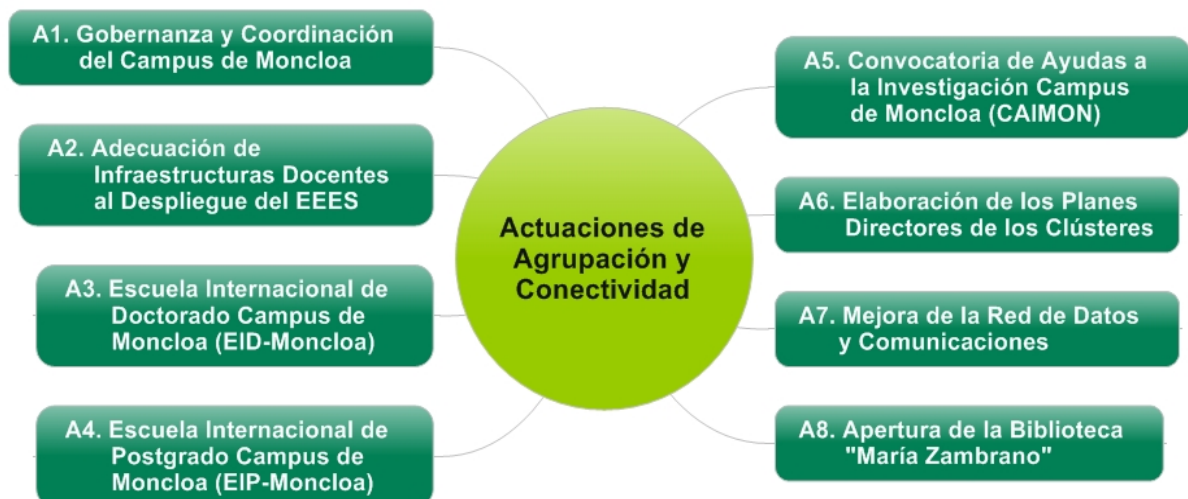 A1. Gobernanza y Coordinación
del Campus de Moncloa
A2. Adecuación de
Infraestructuras Docentes
al Despliegue del EEES
A3. Escuela Internacional de
Doctorado Campus de
Moncloa (EID-Moncloa)
A4. Escuela Internacional de
Postgrado Campus de
Moncloa (EIP-Moncloa)
Actuaciones de
Agrupación y
Conectividad
A5. Convocatoria de Ayudas a
la Investigación Campus
de Moncloa (CAIMON)
A6. Elaboración de los Planes
Directores de los Clústeres
A7. Mejora de la Red de Datos
y Comunicaciones
A8. Apertura de la Biblioteca
"María Zambrano"